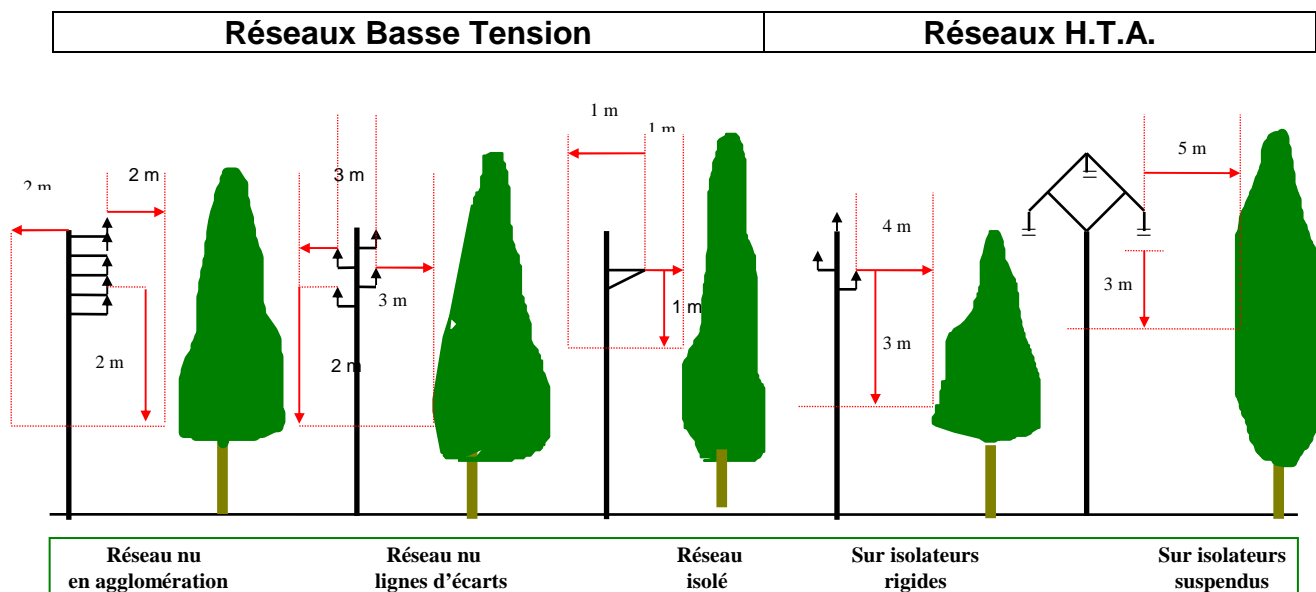 Réseaux Basse Tension
Réseaux H.T.A.
1 m
1 m
5 m
2 m
3 m
2 m
4 m
3 m
1 m
3 m
3 m
2 m
2 m
Réseau nu
en agglomération
Réseau nu
lignes d’écarts
Réseau
isolé
Sur isolateurs
rigides
Sur isolateurs
suspendus